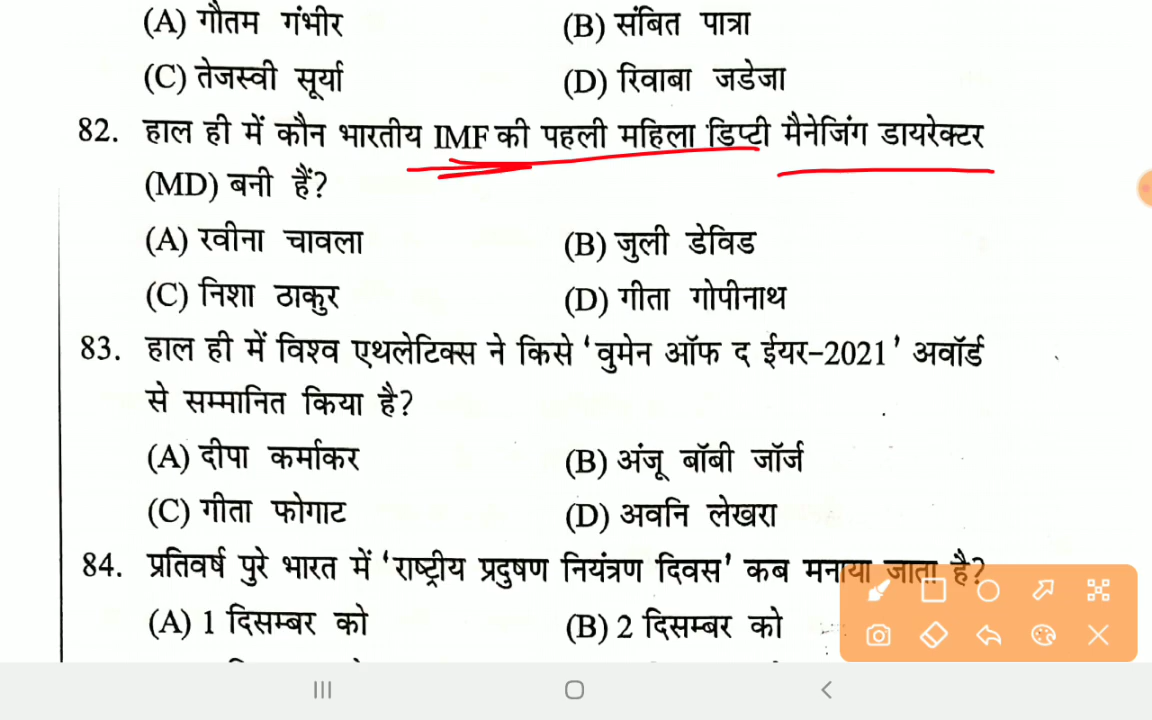 (A) गौतम गंभीर (B) संबित पात्रा
(C) तेजस्वी सूर्या (D) रिवाबा जडेजा
82. हाल ही में कौन भारतीय IMF की पहली महिला डिप्टी मैनेजिंग डायरेक्टर
(MD) बनी हैं?
(A) रवीना चावला (B) जुली डेविड
(C) निशा ठाकुर (D) गीता गोपीनाथ
83. हाल ही में विश्व एथलेटिक्स ने किसे 'वुमेन ऑफ द ईयर-2021' अवॉर्ड
से सम्मानित किया है?
(A) दीपा कर्माकर (B) अंजू बॉबी जॉर्ज
(C) गीता फोगाट (D) अवनि लेखरा
84. प्रतिवर्ष पुरे भारत में 'राष्ट्रीय प्रदुषण नियंत्रण दिवस' कब मनाया जाता है?
(A) 1 दिसम्बर को (B) 2 दिसम्बर को